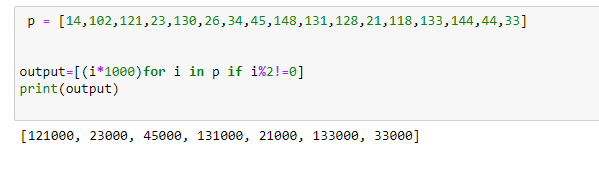 p = [14,102,121,23,130,26,34,45,148,131,128,21,118,133,144,44,33]
output=[(i*1000)for i in p if i%2!=0]
print(output)
[121000, 23000, 45000, 131000, 21000, 133000, 33000]